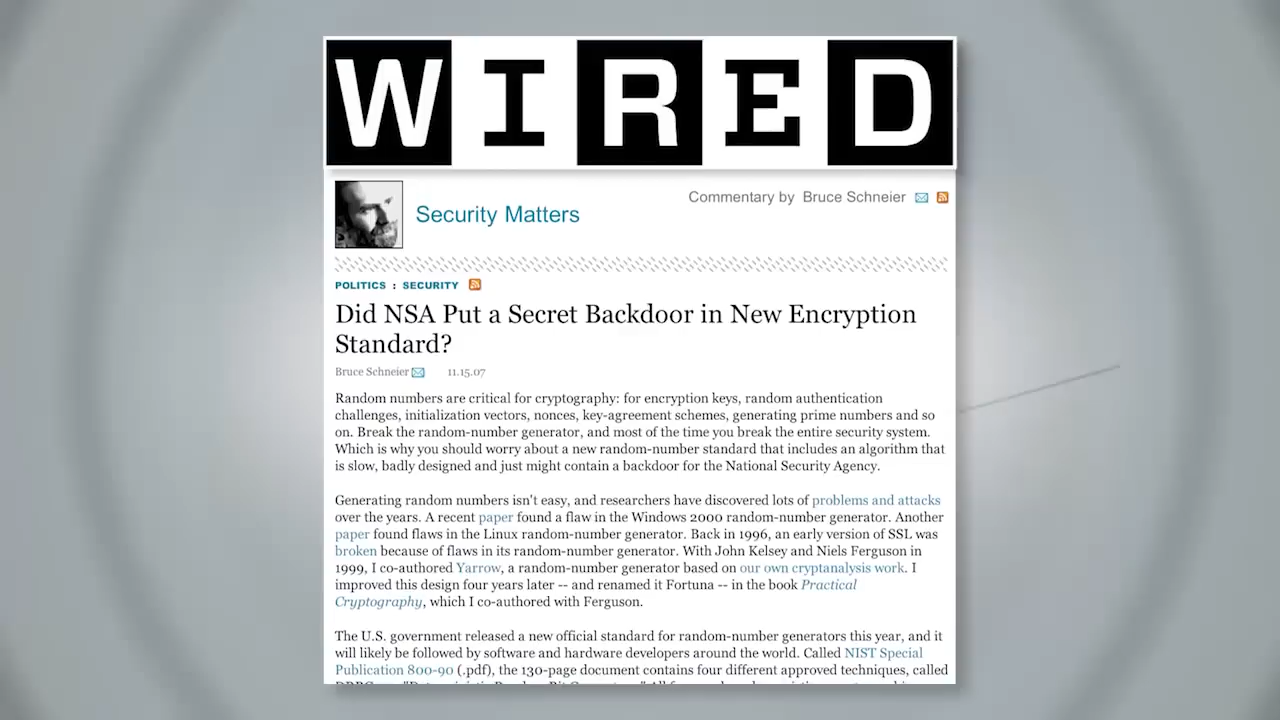 WIRED
Commentary by Bruce Schneier
Security Matters
POLITICS : SECURITY
Did NSA Put a Secret Backdoor in New Encryption
Standard?
Bruce Schneier 11.15.07
Random numbers are critical for cryptography: for encryption keys, random authentication
challenges, initialization vectors, nonces, key-agreement schemes, generating prime numbers and so
on. Break the random-number generator, and most of the time you break the entire security system.
Which is why you should worry about a new random-number standard that includes an algorithm that
is slow, badly designed and just might contain a backdoor for the National Security Agency.
Generating random numbers isn't easy, and researchers have discovered lots of problems and attacks
over the years. A recent paper found a flaw in the Windows 2000 random-number generator. Another
paper found flaws in the Linux random-number generator. Back in 1996, an early version of SSL was
broken because of flaws in its random-number generator. With John Kelsey and Niels Ferguson in
1999, I co-authored Yarrow, a random-number generator based on our own cryptanalysis work. I
improved this design four years later -- and renamed it Fortuna -- in the book Practical
Cryptography, which I co-authored with Ferguson.
The U.S. government released a new official standard for random-number generators this year, and it
will likely be followed by software and hardware developers around the world. Called NIST Special
Publication 800-90 (.pdf), the 130-page document contains four different approved techniques, called